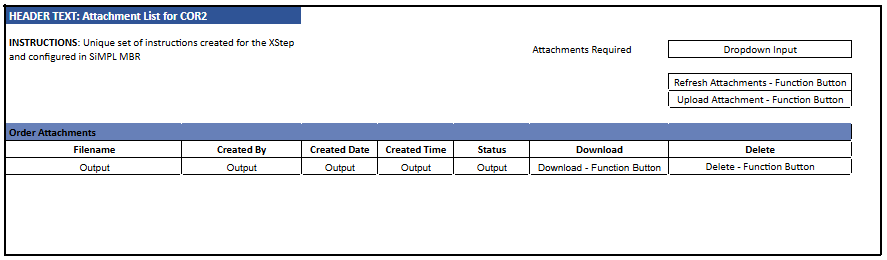 HEADER TEXT: Attachment List for COR2
INSTRUCTIONS: Unique set of instructions created for the XStep
and configured in SiMPL MBR
Attachments Required
Dropdown Input
Refresh Attachments - Function Button
Upload Attachment - Function Button
Order Attachments
Filename Created By Created Date Created Time Status Download Delete
Output Output Output Output Output Download - Function Button Delete - Function Button